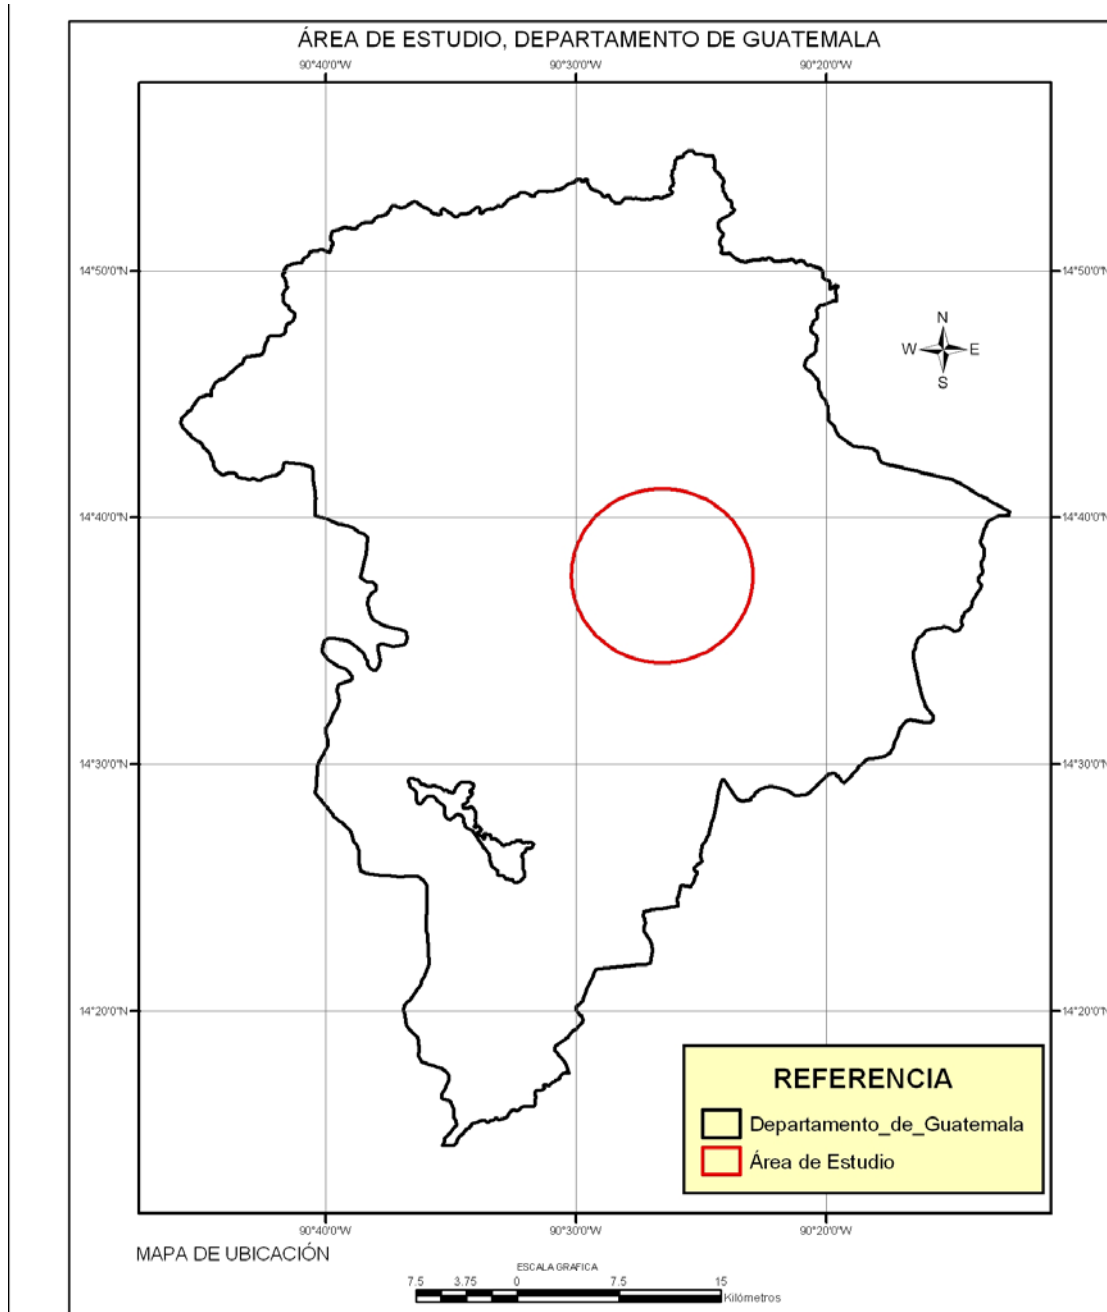 ÁREA DE ESTUDIO, DEPARTAMENTO DE GUATEMALA
90°40'0"W 90°30'0"W 90°20'0"W
14°50'0"N 14°50'0"N
N
W E
S
14°40'0"N 14°40'0"N
14°30'0"N 14°30'0"N
14°20'0"N 14°20'0"N
REFERENCIA
Departamento_de_Guatemala
Área de Estudio
90°40'0"W 90°30'0"W 90°20'0"W
MAPA DE UBICACIÓN
ESCALA GRAFICA
7.5 3.75 0 7.5 15
Kilómetros